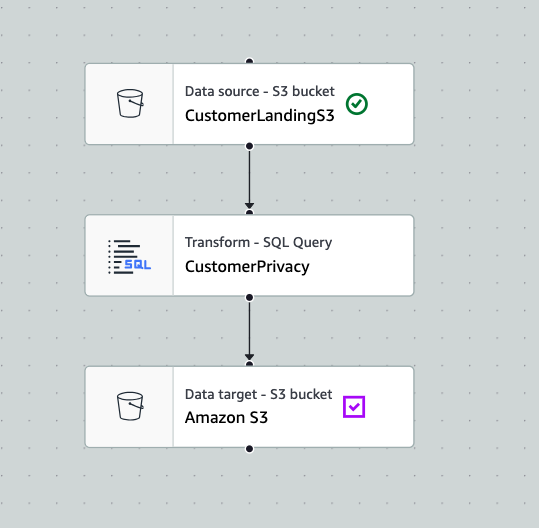 Data source - S3 bucket
CustomerLandingS3
Transform - SQL Query
SQL
CustomerPrivacy
Data target - S3 bucket
Amazon S3